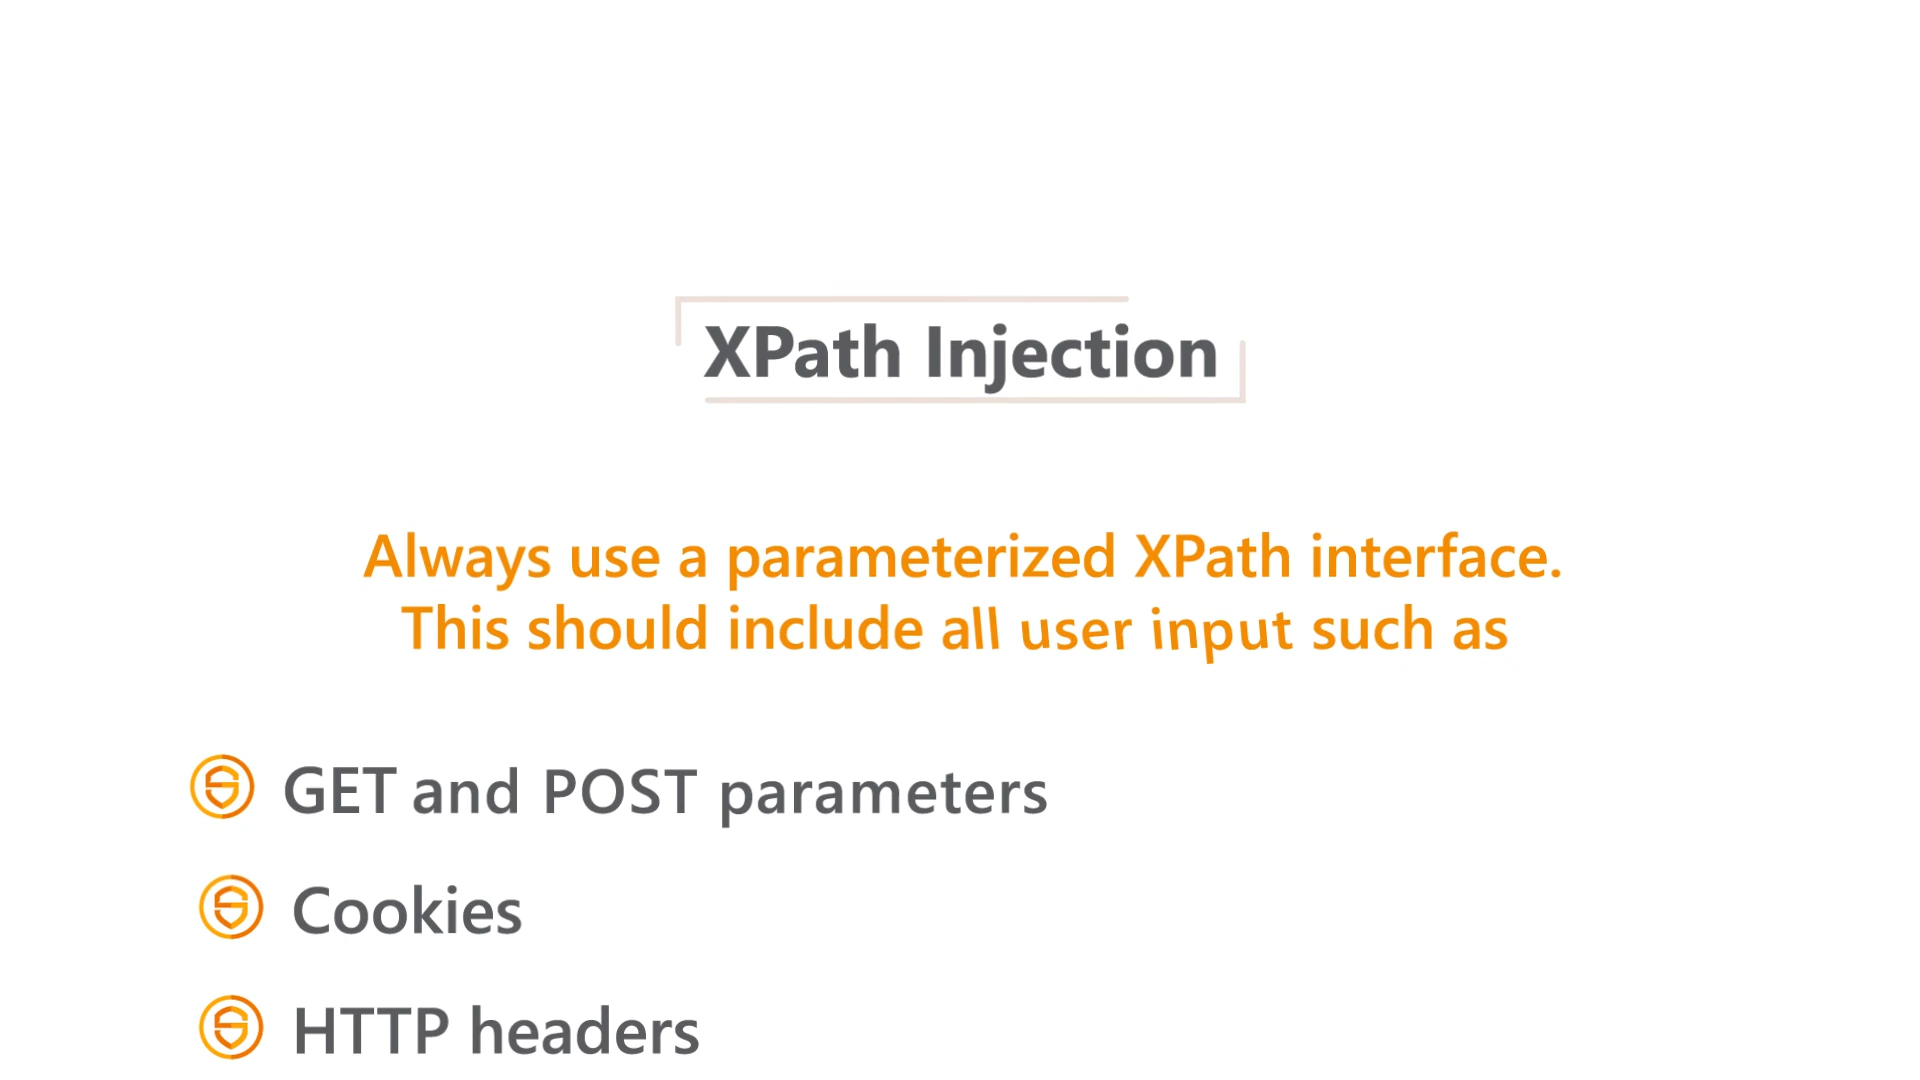 XPath Injection
Always use a parameterized XPath interface.
This should include all user input such as
GET and POST parameters
Cookies
HTTP headers